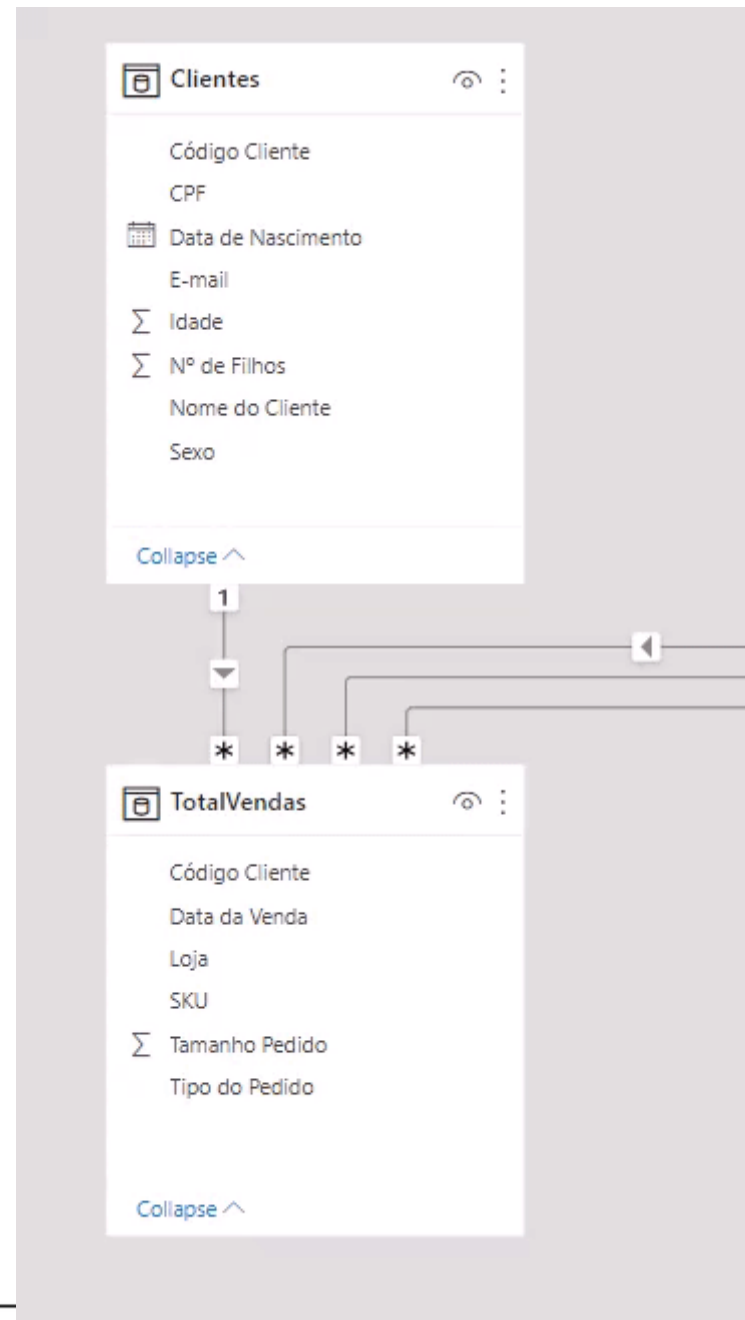 Clientes
Código Cliente
CPF
Data de Nascimento
E-mail
Idade
Nº de Filhos
Nome do Cliente
Sexo
Collapse
1
* * * *
TotalVendas
Código Cliente
Data da Venda
Loja
SKU
Tamanho Pedido
Tipo do Pedido
Collapse